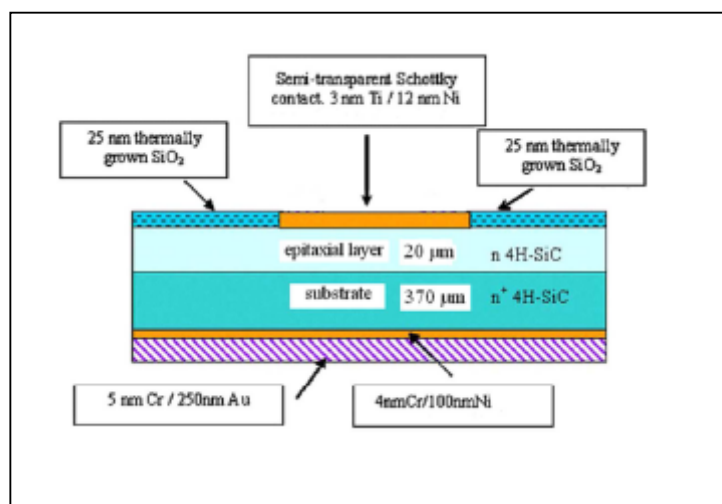 Semi-transparent Schottky
contact. 3 nm Ti / 12 nm Ni
25 nm thermally
grown SiO₂
25 nm thermally
grown SiO₂
epitaxial layer 20 μm n 4H-SiC
substrate 370 μm n⁺ 4H-SiC
5 nm Cr / 250nm Au
4nmCr/100nmNi